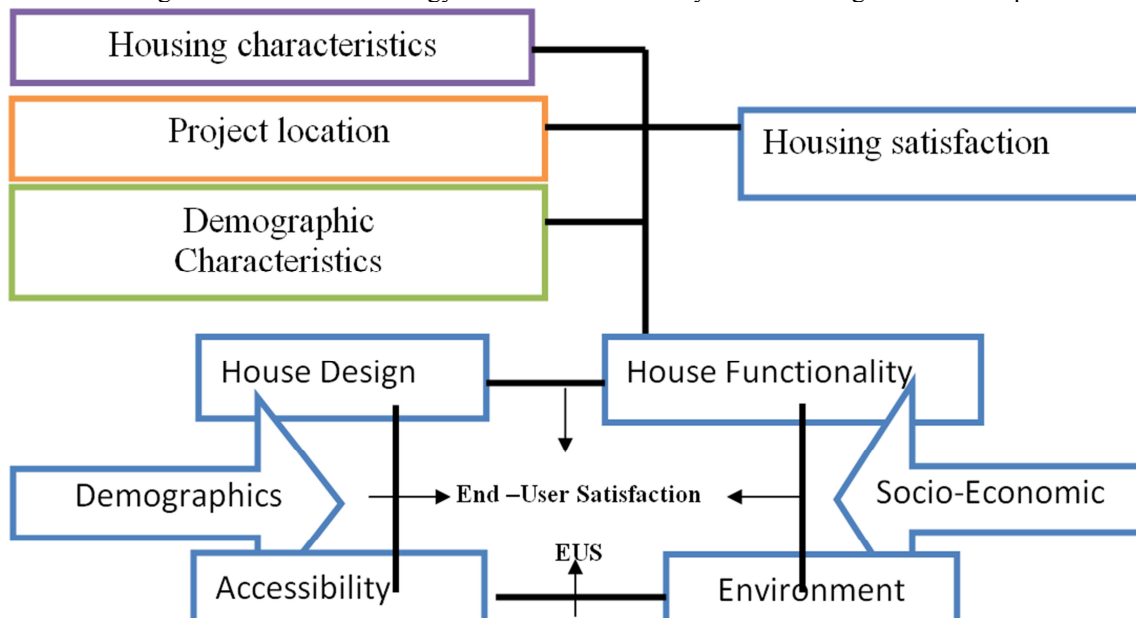 Housing characteristics
Project location
Housing satisfaction
Demographic
Characteristics
House Design
House Functionality
Demographics
End –User Satisfaction
Socio-Economic
EUS
Accessibility
Environment